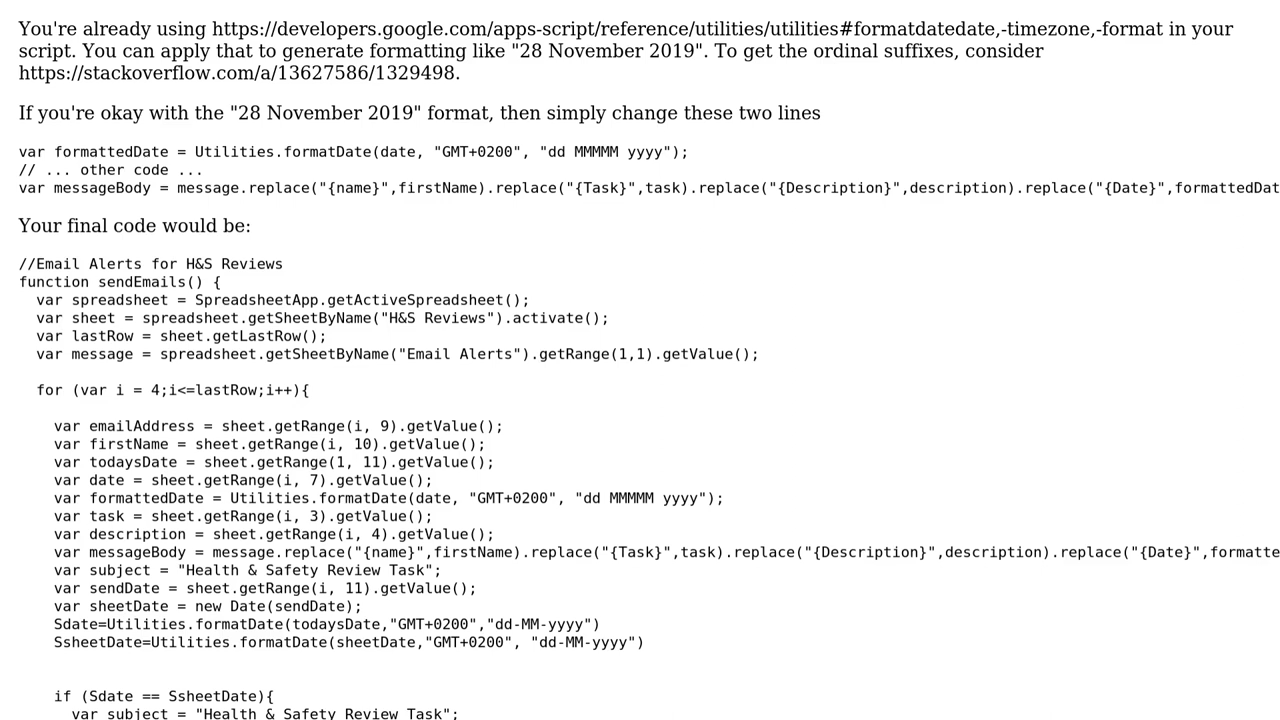 You're already using https://developers.google.com/apps-script/reference/utilities/utilities#formatdatedate,-timezone,-format in your
script. You can apply that to generate formatting like "28 November 2019". To get the ordinal suffixes, consider
https://stackoverflow.com/a/13627586/1329498.
If you're okay with the "28 November 2019" format, then simply change these two lines
var formattedDate = Utilities.formatDate(date, "GMT+0200", "dd MMMMM yyyy");
// ... other code ...
var messageBody = message.replace("{name}",firstName).replace("{Task}",task).replace("{Description}",description).replace("{Date}",formattedDat
Your final code would be:
//Email Alerts for H&S Reviews
function sendEmails() {
  var spreadsheet = SpreadsheetApp.getActiveSpreadsheet();
  var sheet = spreadsheet.getSheetByName("H&S Reviews").activate();
  var lastRow = sheet.getLastRow();
  var message = spreadsheet.getSheetByName("Email Alerts").getRange(1,1).getValue();
  for (var i = 4;i<=lastRow;i++){
    var emailAddress = sheet.getRange(i, 9).getValue();
    var firstName = sheet.getRange(i, 10).getValue();
    var todaysDate = sheet.getRange(1, 11).getValue();
    var date = sheet.getRange(i, 7).getValue();
    var formattedDate = Utilities.formatDate(date, "GMT+0200", "dd MMMMM yyyy");
    var task = sheet.getRange(i, 3).getValue();
    var description = sheet.getRange(i, 4).getValue();
    var messageBody = message.replace("{name}",firstName).replace("{Task}",task).replace("{Description}",description).replace("{Date}",formatte
    var subject = "Health & Safety Review Task";
    var sendDate = sheet.getRange(i, 11).getValue();
    var sheetDate = new Date(sendDate);
    Sdate=Utilities.formatDate(todaysDate,"GMT+0200","dd-MM-yyyy")
    SsheetDate=Utilities.formatDate(sheetDate,"GMT+0200", "dd-MM-yyyy")
    if (Sdate == SsheetDate){
      var subject = "Health & Safety Review Task";